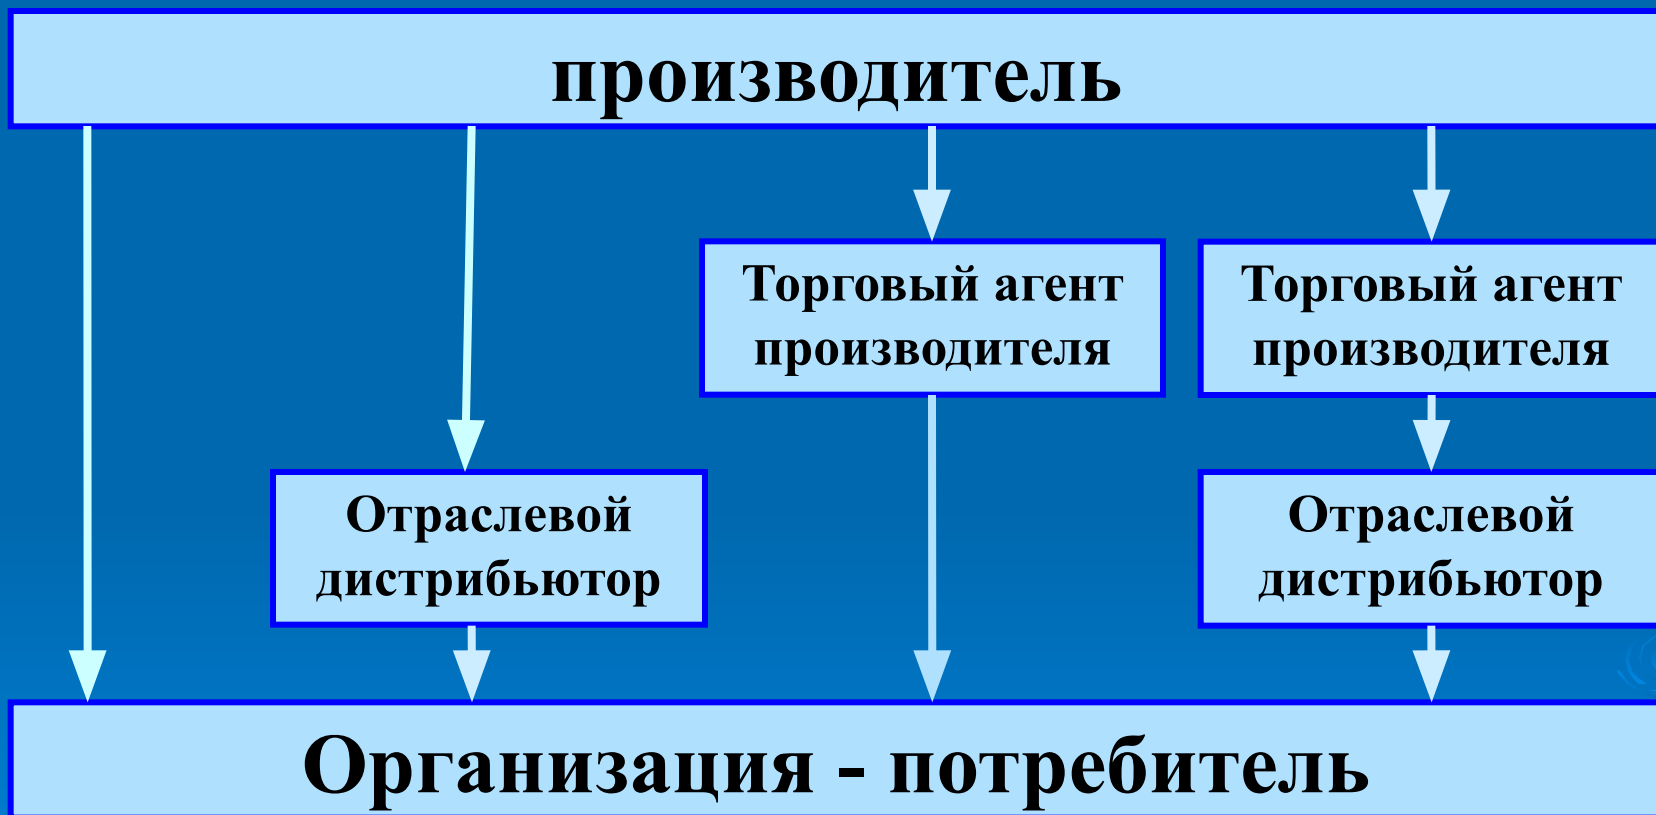 производитель
Торговый агент
производителя
Торговый агент
производителя
Отраслевой
дистрибьютор
Отраслевой
дистрибьютор
Организация - потребитель